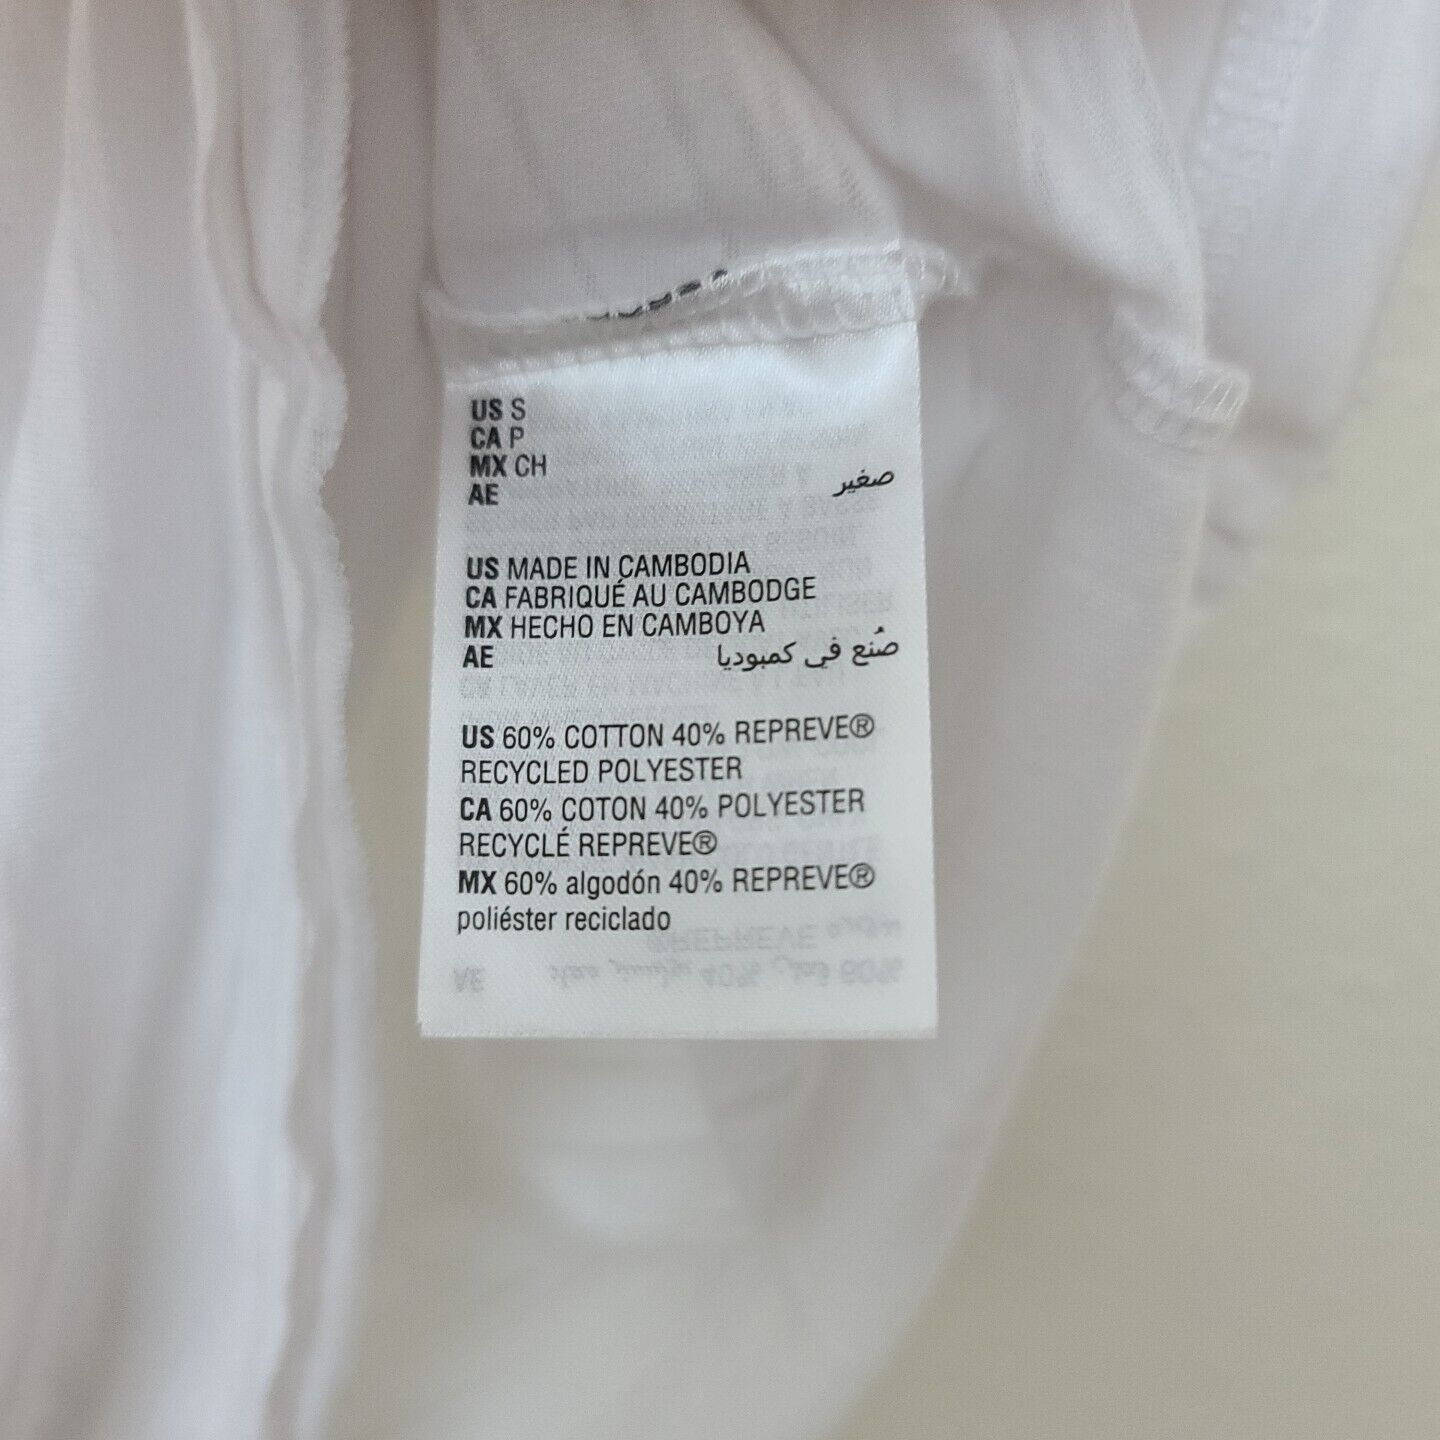 US S
CA P
MX CH
AE صغير
US MADE IN CAMBODIA
CA FABRIQUÉ AU CAMBODGE
MX HECHO EN CAMBOYA
AE صُنع في كمبوديا
US 60% COTTON 40% REPREVE®
RECYCLED POLYESTER
CA 60% COTON 40% POLYESTER
RECYCLÉ REPREVE®
MX 60% algodón 40% REPREVE®
poliéster reciclado